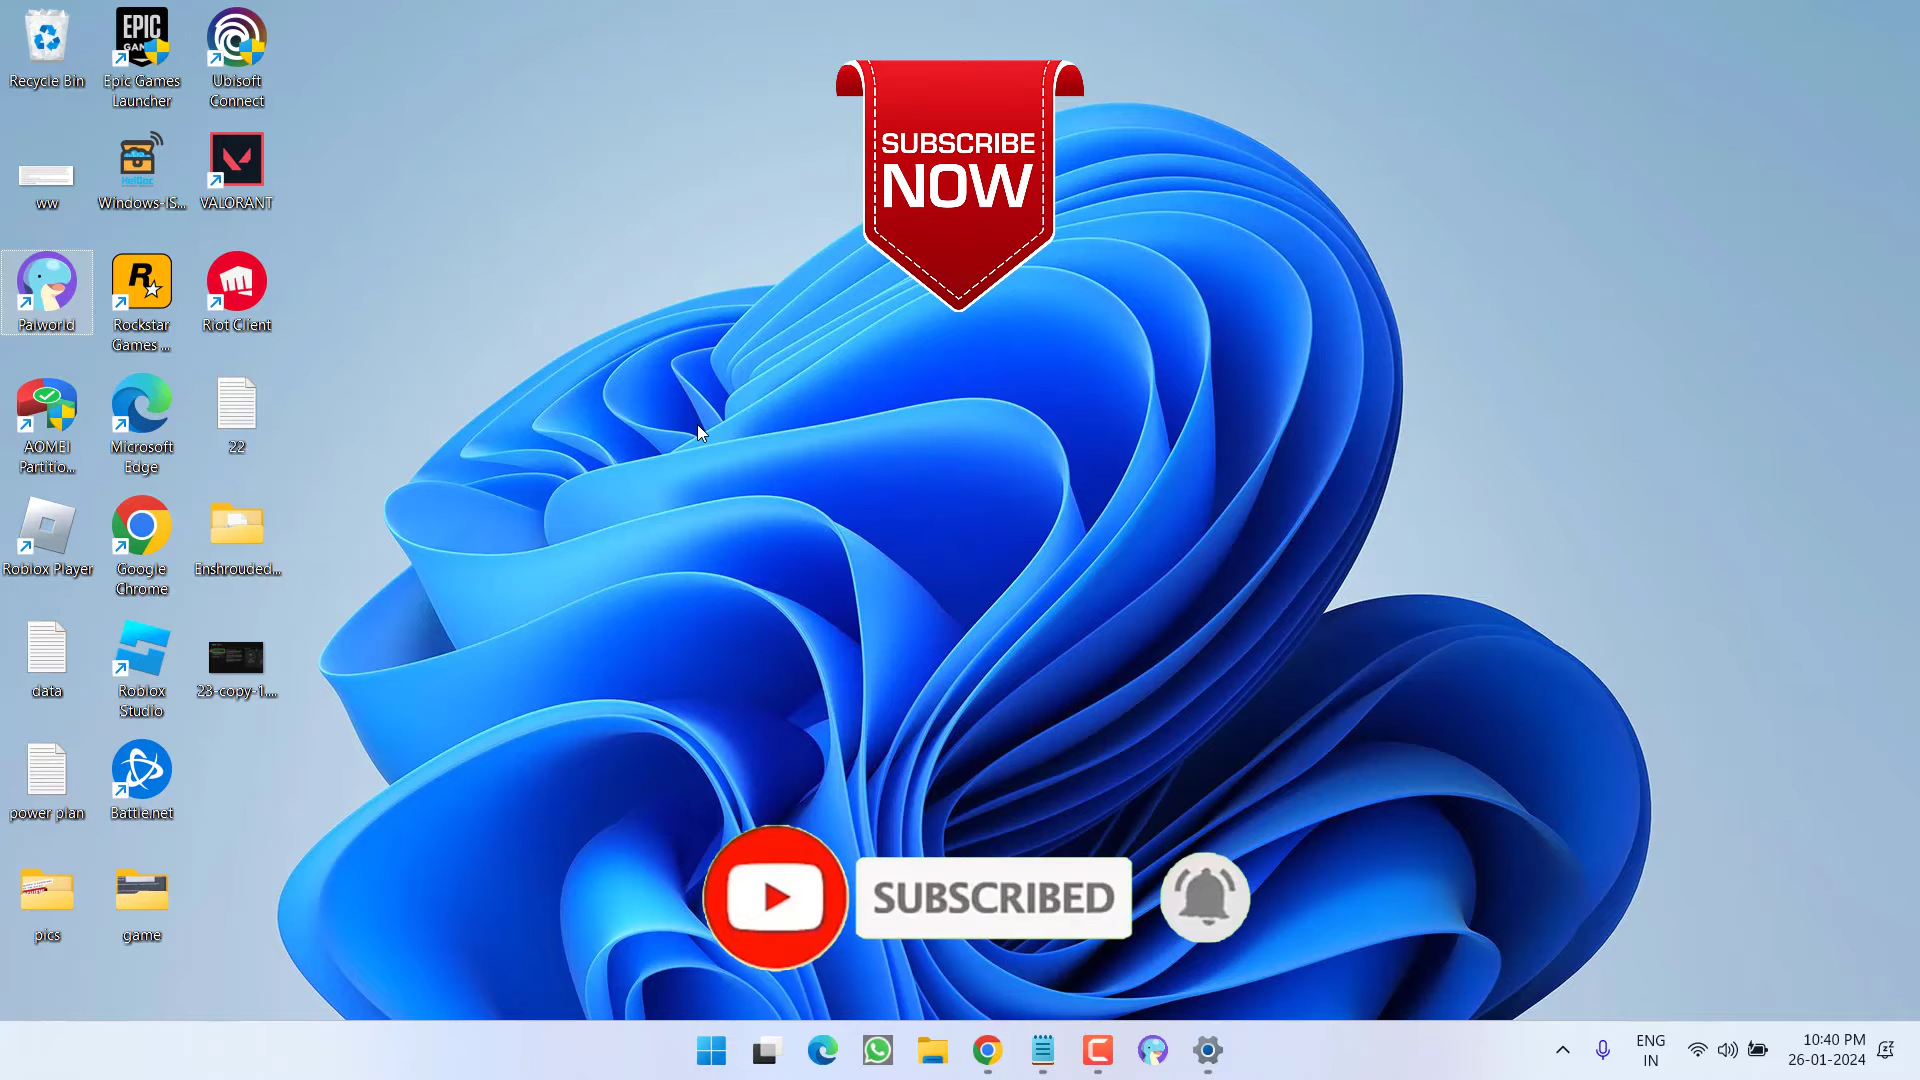 Recycle Bin
EPIC
GAMES
Epic Games
Launcher
Ubisoft
Connect
SUBSCRIBE
NOW
ww
Windows-IS...
VALORANT
Palworld
R
Rockstar
Games ...
Riot Client
AOMEI
Partitio...
Microsoft
Edge
22
Roblox Player
Google
Chrome
Enshrouded...
data
Roblox
Studio
23-copy-1....
power plan
Battle.net
SUBSCRIBED
pics
game
ENG
IN
10:40 PM
26-01-2024